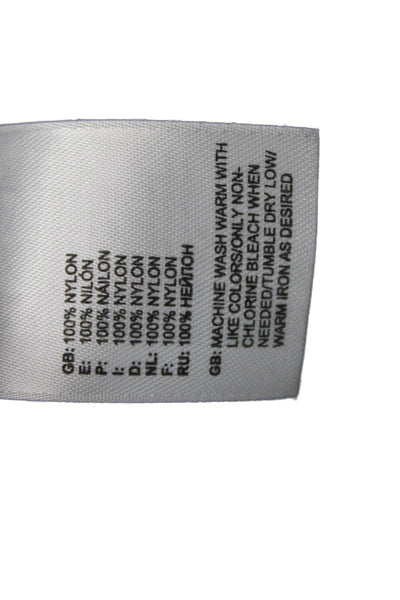 GB: 100% NYLON
E: 100% NILÓN
P: 100% NÁILON
I: 100% NYLON
D: 100% NYLON
NL: 100% NYLON
F: 100% NYLON
RU: 100% НЕЙЛОН
GB: MACHINE WASH WARM WITH
LIKE COLORS/ONLY NON-
CHLORINE BLEACH WHEN
NEEDED/TUMBLE DRY LOW/
WARM IRON AS DESIRED